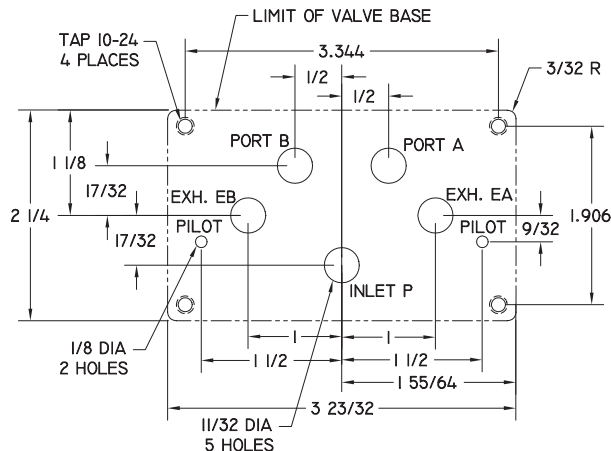 LIMIT OF VALVE BASE
TAP 10-24
4 PLACES
3.344
3/32 R
1/2
1/2
PORT B
PORT A
1 1/8
17/32
EXH. EB
EXH. EA
2 1/4
PILOT
PILOT
1.906
9/32
17/32
INLET P
1/8 DIA
2 HOLES
1
1
1 1/2
1 1/2
1 55/64
3 23/32
11/32 DIA
5 HOLES